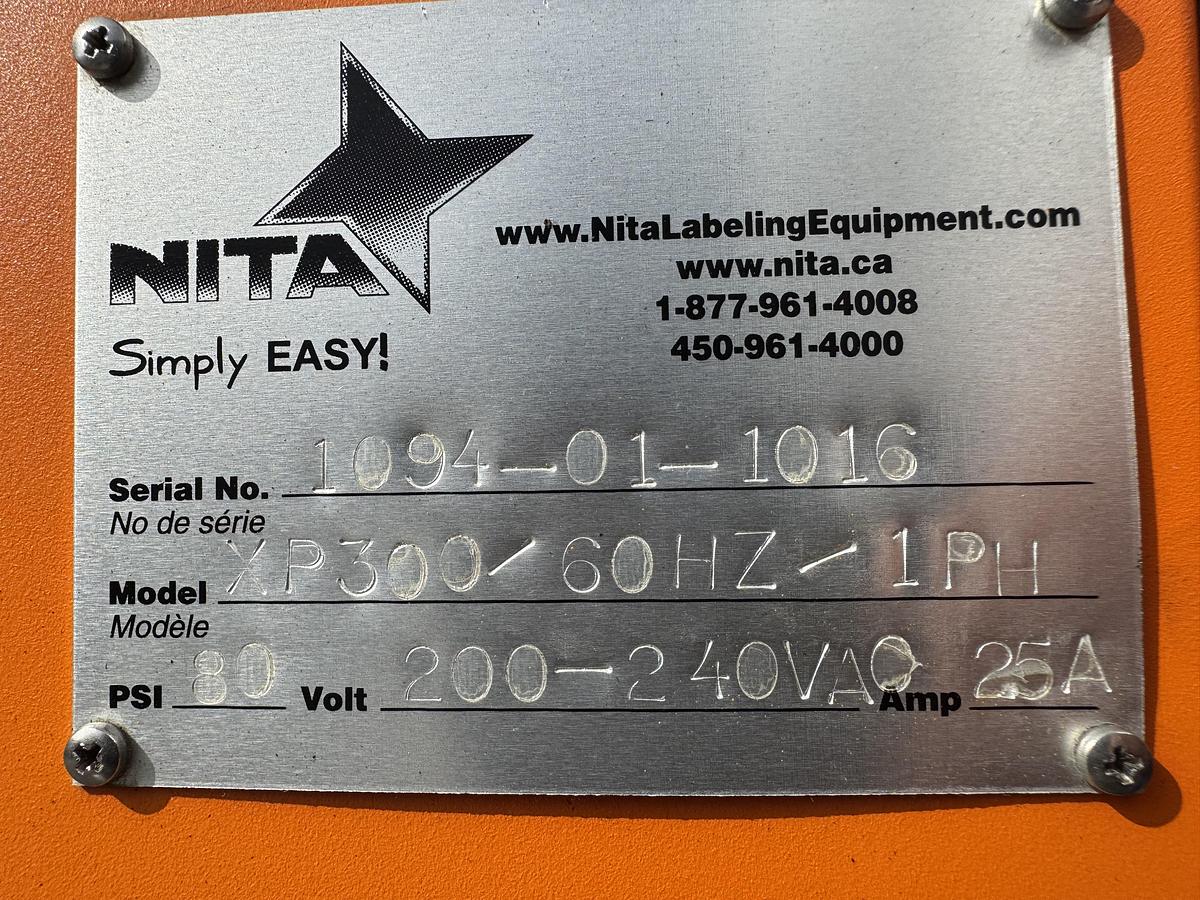 NITA
Simply EASY!
www.NitaLabelingEquipment.com
www.nita.ca
1-877-961-4008
450-961-4000
Serial No. 1094-01-1016
No de série
Model XP300/60HZ/1PH
Modèle
PSI 80 Volt 200-240VAC Amp 25A